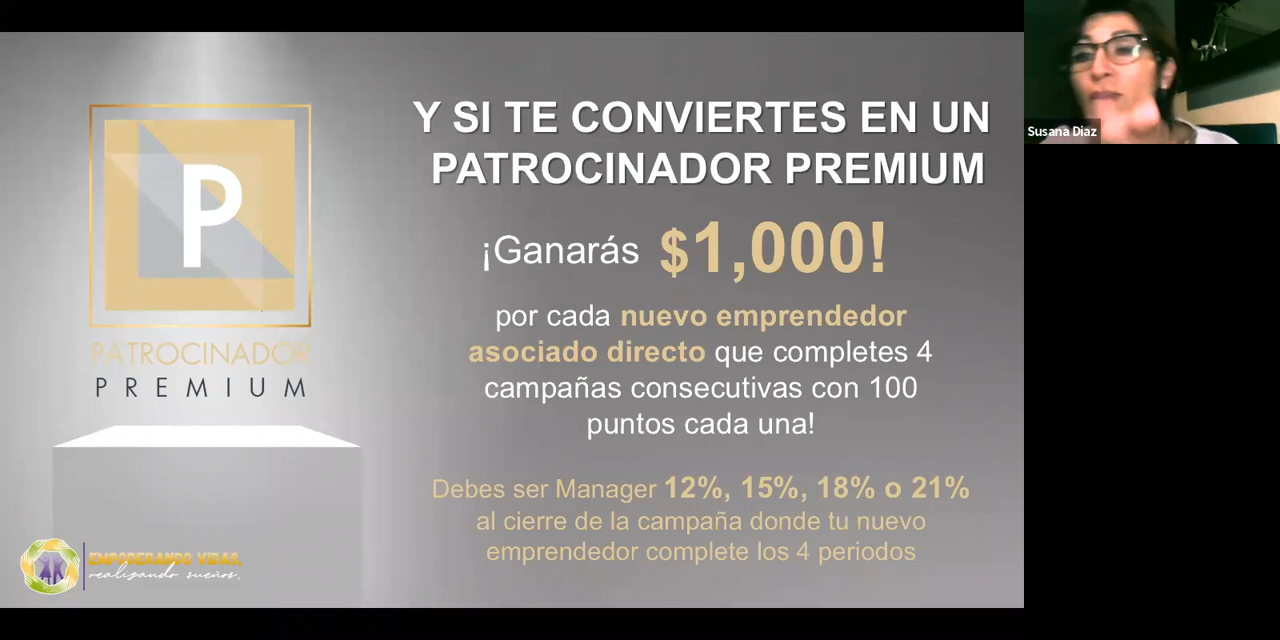 P
PATROCINADOR
PREMIUM
Y SI TE CONVIERTES EN UN
PATROCINADOR PREMIUM
¡Ganarás $1,000!
por cada nuevo emprendedor
asociado directo que completes 4
campañas consecutivas con 100
puntos cada una!
Debes ser Manager 12%, 15%, 18% o 21%
al cierre de la campaña donde tu nuevo
emprendedor complete los 4 periodos
EMPODERANDO VIDAS,
realizando sueños.
Susana Diaz